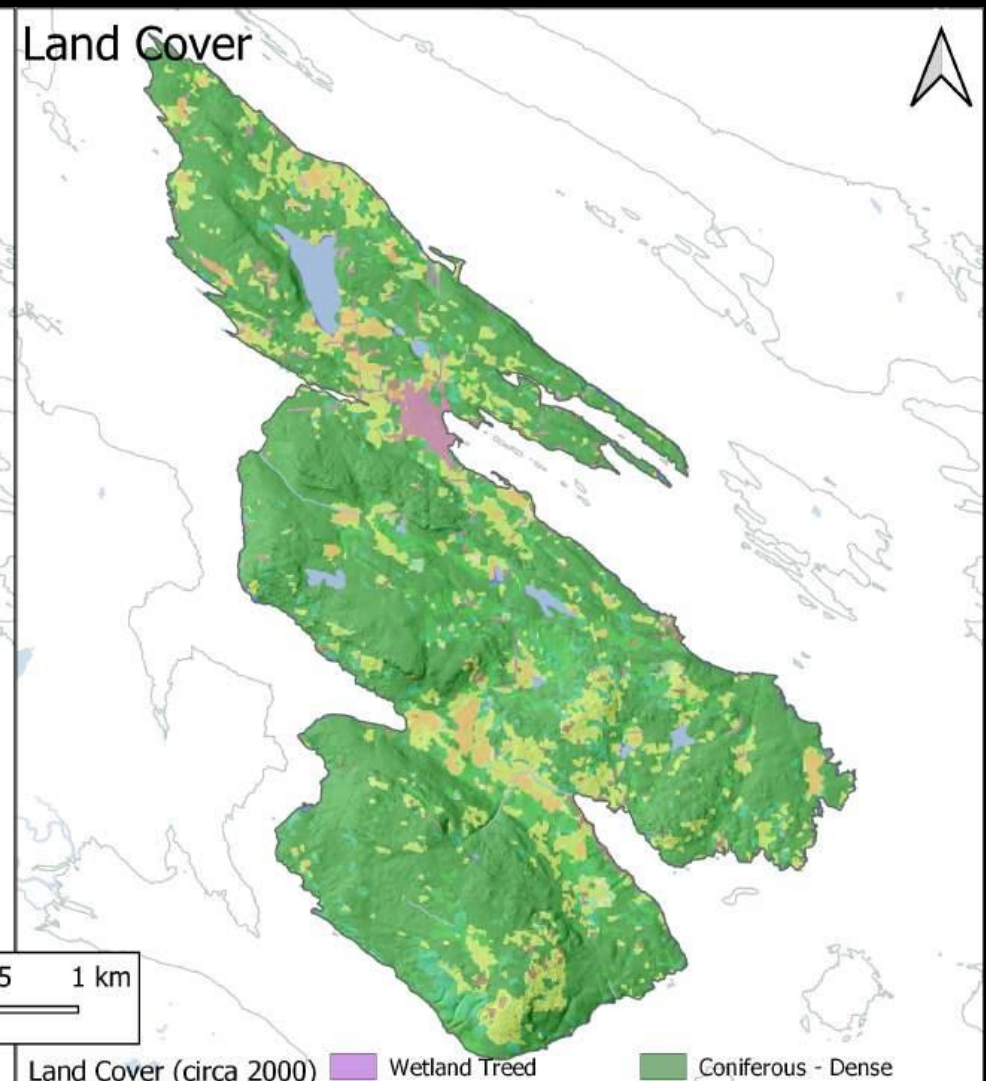 Land Cover
5 1 km
Land Cover (circa 2000) Wetland Treed Coniferous - Dense